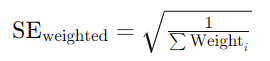 SE_weighted = √(1 / ∑ Weight_i)